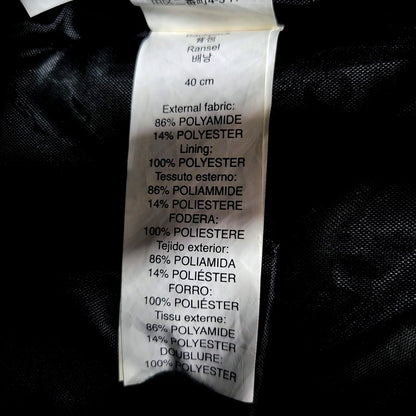 背包
Ransel
배낭
40 cm
External fabric:
86% POLYAMIDE
14% POLYESTER
Lining:
100% POLYESTER
Tessuto esterno:
86% POLIAMMIDE
14% POLIESTERE
FODERA:
100% POLIESTERE
Tejido exterior:
86% POLIAMIDA
14% POLIÉSTER
FORRO:
100% POLIÉSTER
Tissu externe:
86% POLYAMIDE
14% POLYESTER
DOUBLURE:
100% POLYESTER